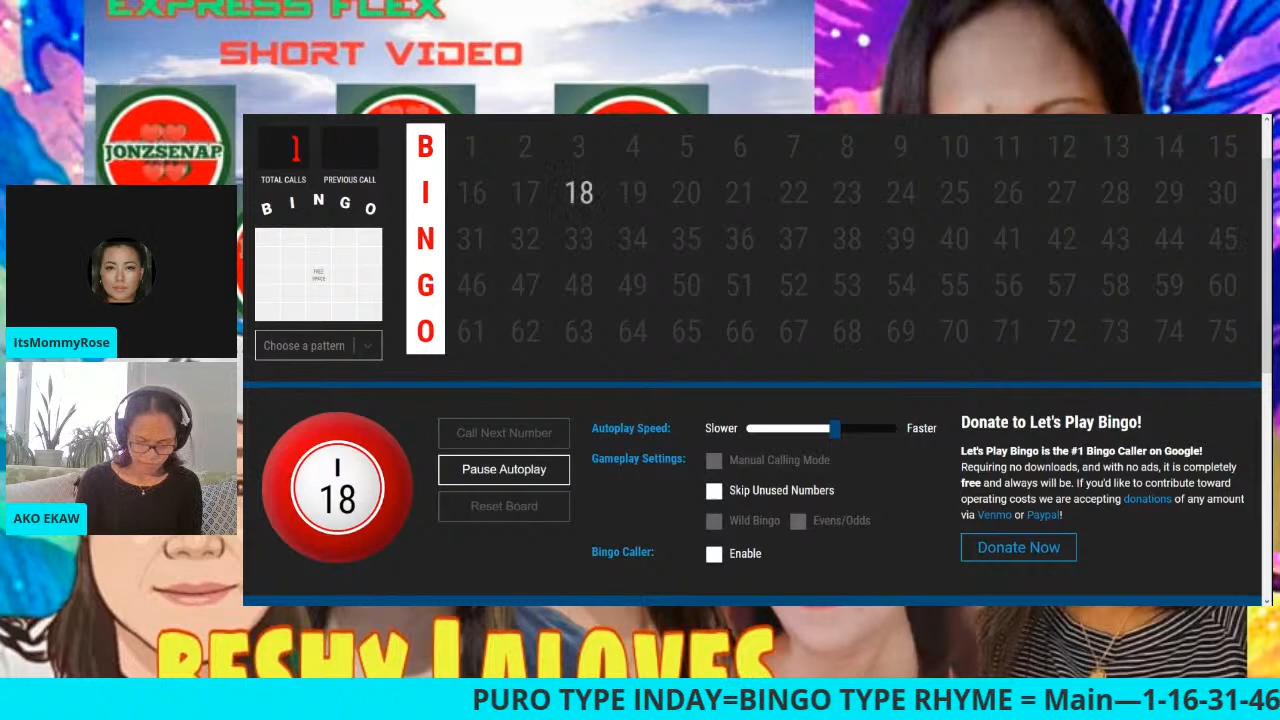 EXPRESS FLEX
SHORT VIDEO
JONZSENAP
1
TOTAL CALLS
PREVIOUS CALL
B I N G O
FREE
SPACE
Choose a pattern
B 1 2 3 4 5 6 7 8 9 10 11 12 13 14 15
I 16 17 18 19 20 21 22 23 24 25 26 27 28 29 30
N 31 32 33 34 35 36 37 38 39 40 41 42 43 44 45
G 46 47 48 49 50 51 52 53 54 55 56 57 58 59 60
O 61 62 63 64 65 66 67 68 69 70 71 72 73 74 75
ItsMommyRose
AKO EKAW
I
18
Call Next Number
Pause Autoplay
Reset Board
Autoplay Speed: Slower Faster
Gameplay Settings: Manual Calling Mode
Skip Unused Numbers
Wild Bingo Evens/Odds
Bingo Caller: Enable
Donate to Let's Play Bingo!
Let's Play Bingo is the #1 Bingo Caller on Google!
Requiring no downloads, and with no ads, it is completely
free and always will be. If you'd like to contribute toward
operating costs we are accepting donations of any amount
via Venmo or Paypal!
Donate Now
BESHY LALOVES
PURO TYPE INDAY=BINGO TYPE RHYME = Main—1-16-31-46